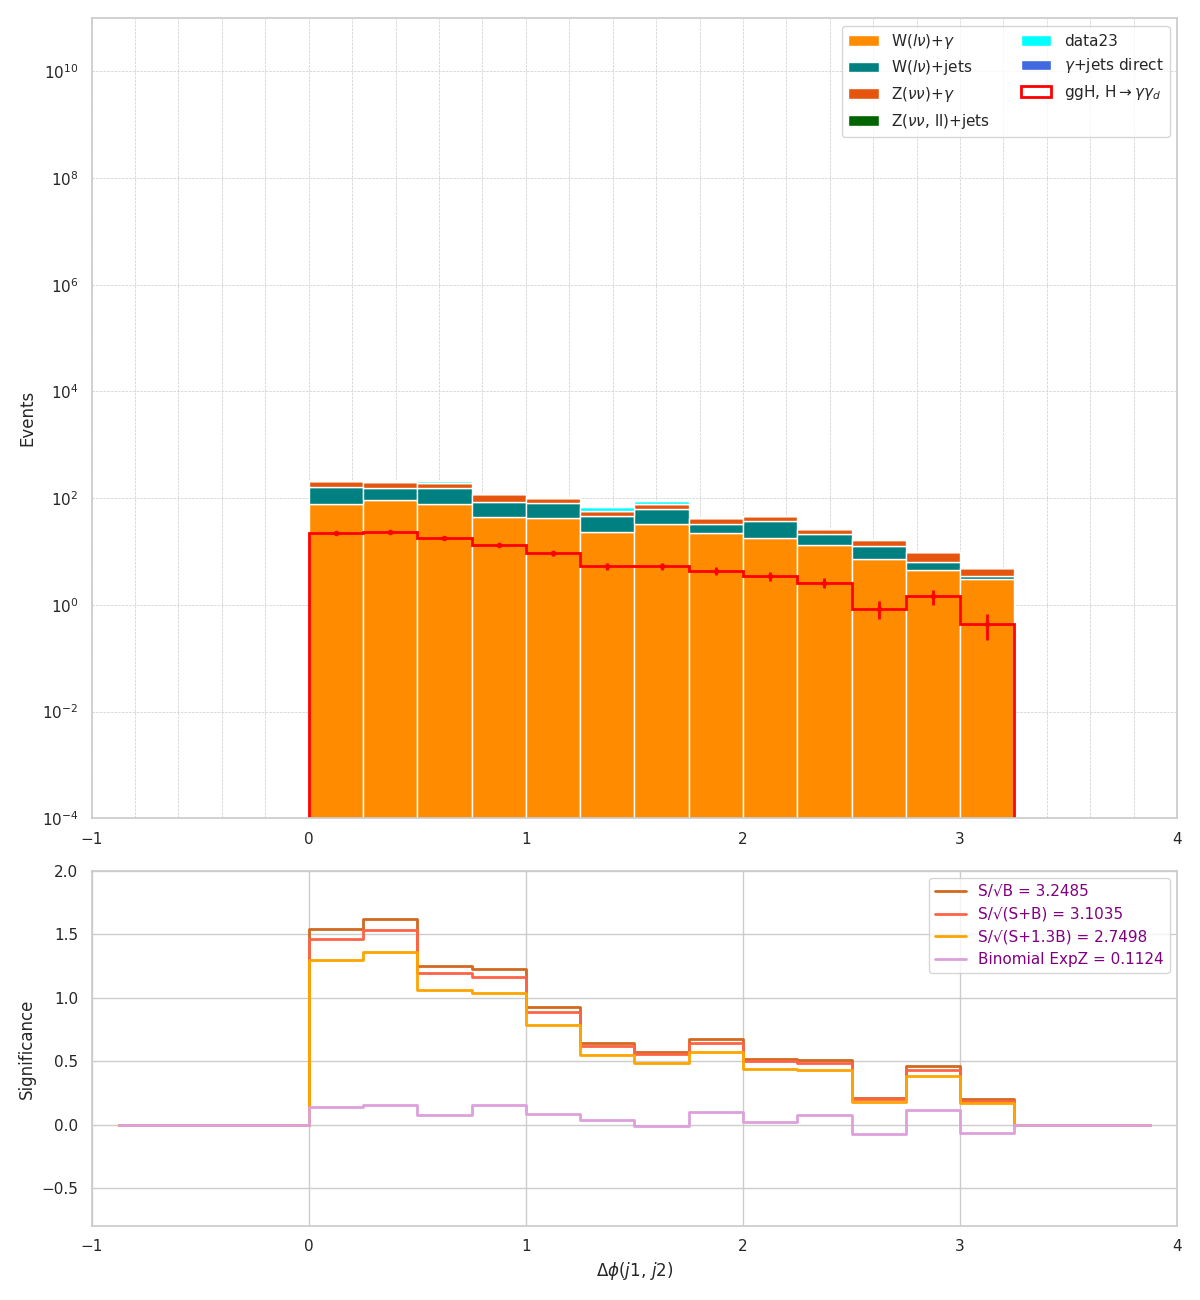 W(lν)+γ
W(lν)+jets
Z(νν)+γ
Z(νν, ll)+jets
data23
γ+jets direct
ggH, H→γγ_d
10^10
10^8
10^6
10^4
10^2
10^0
10^−2
10^−4
Events
−1 0 1 2 3 4
S/√B = 3.2485
S/√(S+B) = 3.1035
S/√(S+1.3B) = 2.7498
Binomial ExpZ = 0.1124
2.0
1.5
1.0
0.5
0.0
−0.5
Significance
−1 0 1 2 3 4
Δϕ(j1, j2)